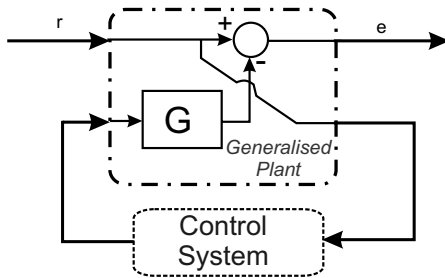 r
e
+
-
G
Generalised
Plant
Control
System